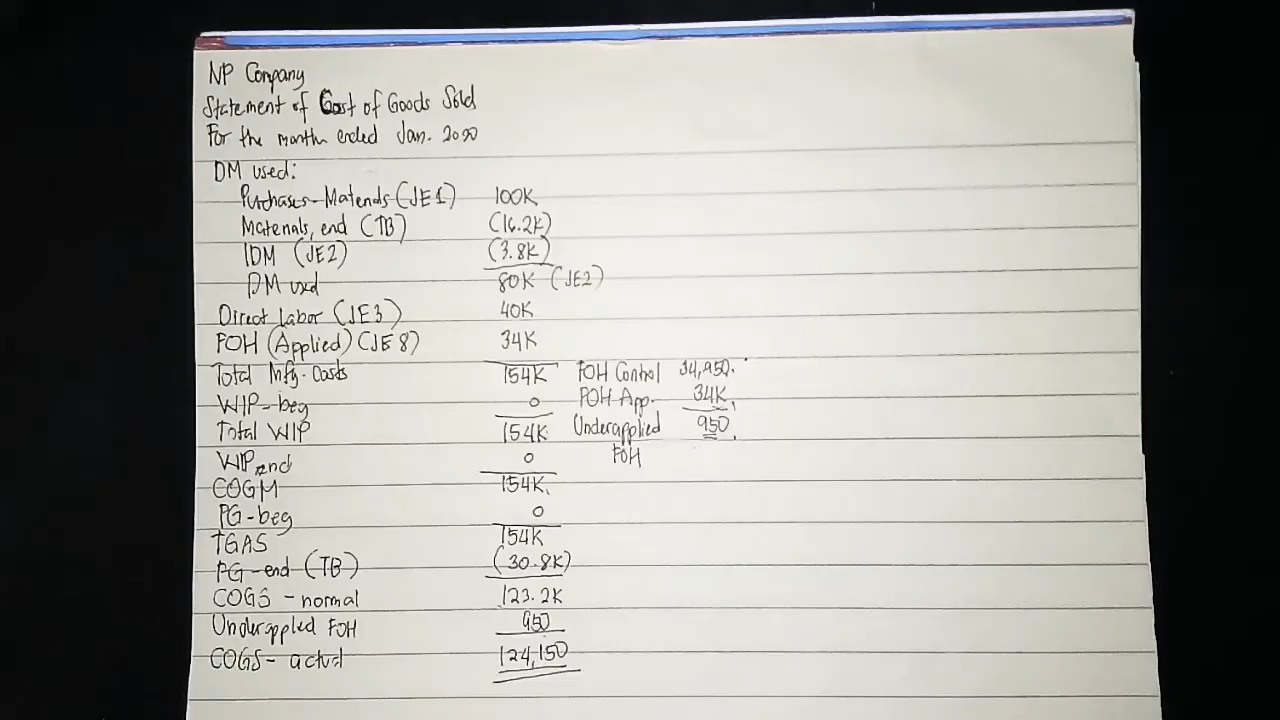 NP Company
Statement of Cost of Goods Sold
For the month ended Jan. 2020
DM used:
Purchases-Materials (JE1) 100K
Materials, end (TB) (16.2K)
IDM (JE2) (3.8K)
DM used 80K (JE2)
Direct Labor (JE3) 40K
FOH (Applied) (JE8) 34K
Total Mfg. Costs 154K FOH Control 34,950.
WIP-beg 0 FOH App. 34K
Total WIP 154K Underapplied 950
WIP, end 0 FOH
COGM 154K
FG-beg 0
TGAS 154K
FG-end (TB) (30.8K)
COGS-normal 123.2K
Underapplied FOH 950
COGS-actual 124,150